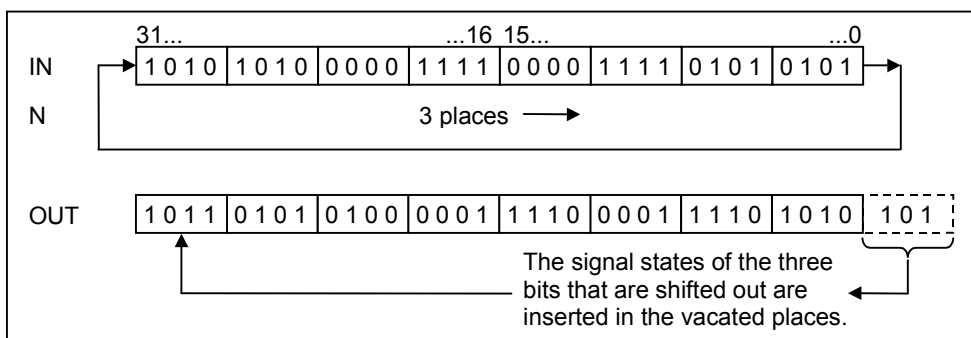 31... ...16 15... ...0
IN 1010 1010 0000 1111 0000 1111 0101 0101
N 3 places
OUT 1011 0101 0100 0001 1110 0001 1110 1010 101
The signal states of the three
bits that are shifted out are
inserted in the vacated places.